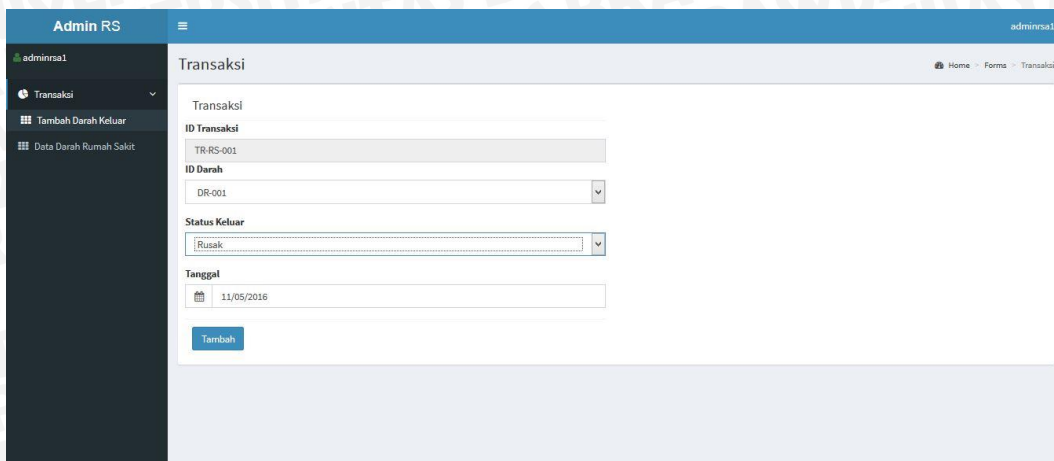 Admin RS
adminrsa1
adminrsa1
Transaksi
Tambah Darah Keluar
Data Darah Rumah Sakit
Transaksi
Home > Forms > Transaksi
Transaksi
ID Transaksi
TR-RS-001
ID Darah
DR-001
Status Keluar
Rusak
Tanggal
11/05/2016
Tambah